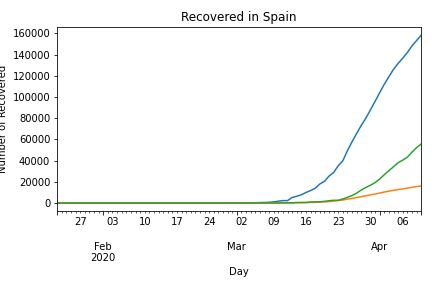 Recovered in Spain
Number of Recovered
160000
140000
120000
100000
80000
60000
40000
20000
0
27 03 10 17 24 02 09 16 23 30 06
Feb Mar Apr
2020
Day